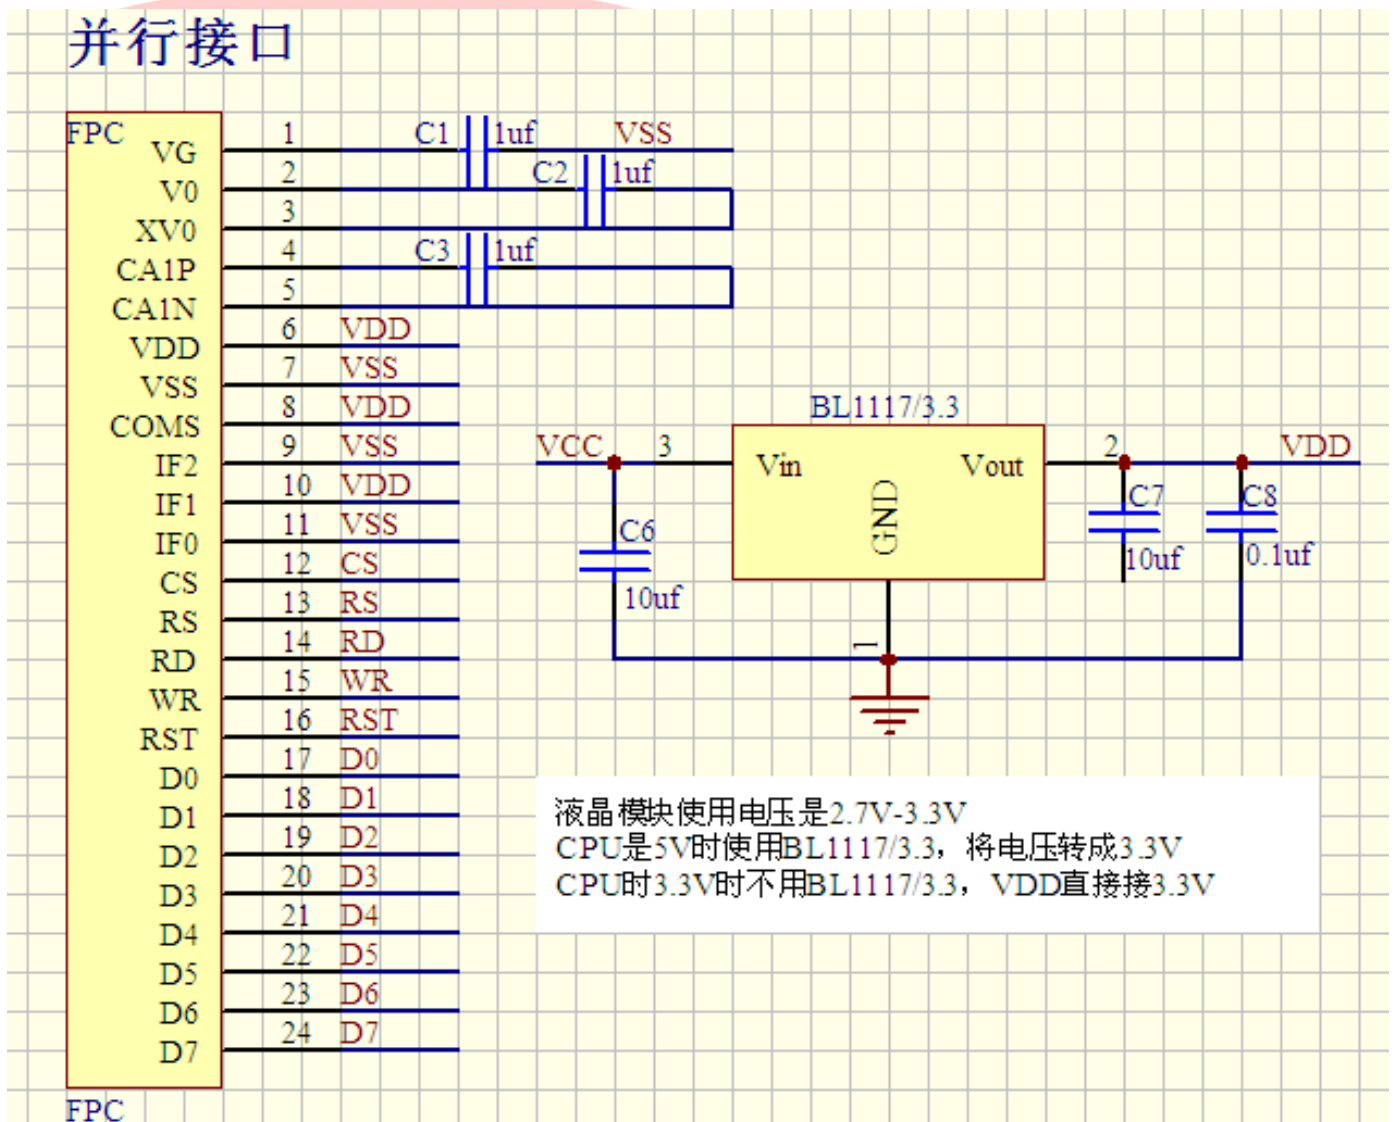 并行接口
FPC
VG 1 C1 1uf VSS
V0 2 C2 1uf
XV0 3
CA1P 4 C3 1uf
CA1N 5
VDD 6 VDD
VSS 7 VSS
COMS 8 VDD
IF2 9 VSS
IF1 10 VDD
IF0 11 VSS
CS 12 CS
RS 13 RS
RD 14 RD
WR 15 WR
RST 16 RST
D0 17 D0
D1 18 D1
D2 19 D2
D3 20 D3
D4 21 D4
D5 22 D5
D6 23 D6
D7 24 D7
FPC
BL1117/3.3
VCC 3 Vin Vout 2 VDD
GND
C6
10uf
C7
10uf
C8
0.1uf
1
液晶模块使用电压是2.7V-3.3V
CPU是5V时使用BL1117/3.3，将电压转成3.3V
CPU时3.3V时不用BL1117/3.3，VDD直接接3.3V